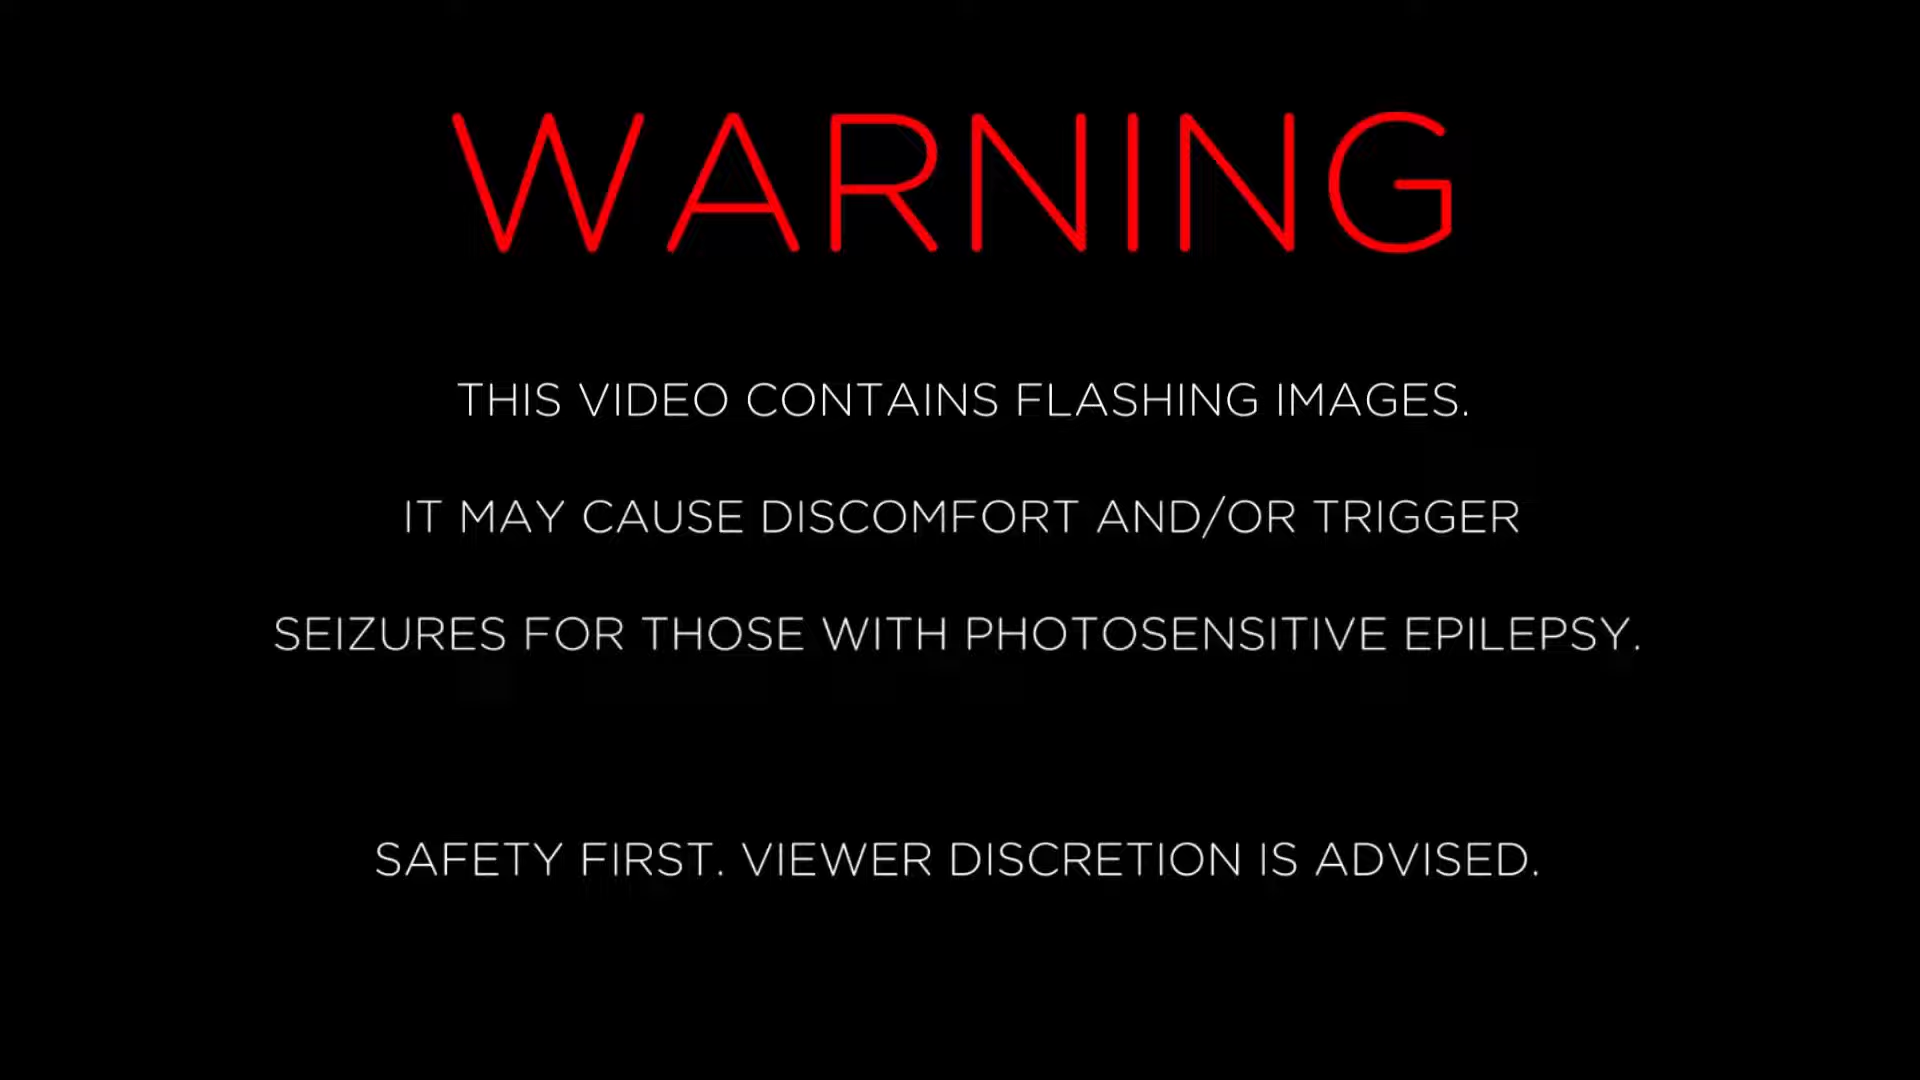 WARNING
THIS VIDEO CONTAINS FLASHING IMAGES.
IT MAY CAUSE DISCOMFORT AND/OR TRIGGER
SEIZURES FOR THOSE WITH PHOTOSENSITIVE EPILEPSY.
SAFETY FIRST. VIEWER DISCRETION IS ADVISED.